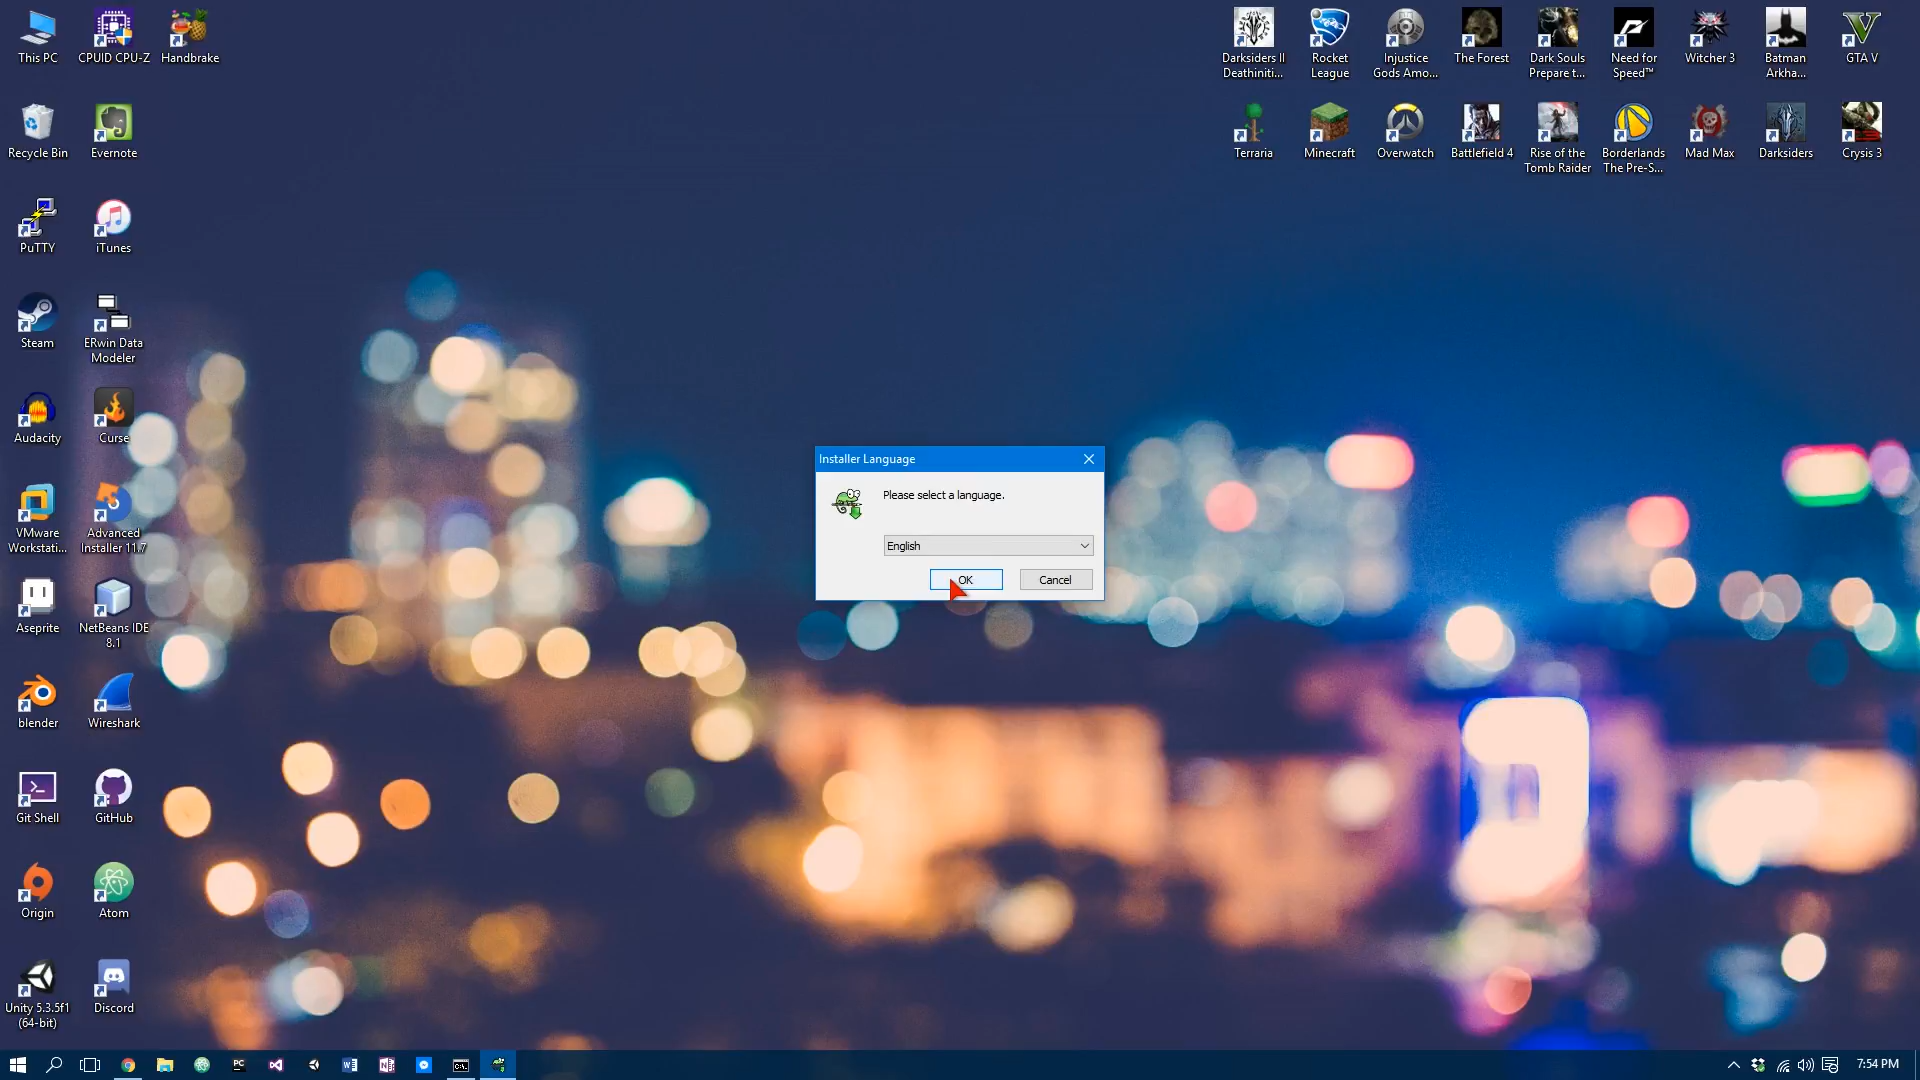 This PC
CPUID CPU-Z
Handbrake
Recycle Bin
Evernote
PuTTY
iTunes
Steam
ERwin Data
Modeler
Audacity
Curse
VMware
Workstati...
Advanced
Installer 11.7
Aseprite
NetBeans IDE
8.1
blender
Wireshark
Git Shell
GitHub
Origin
Atom
Unity 5.3.5f1
(64-bit)
Discord
Darksiders II
Deathiniti...
Rocket
League
Injustice
Gods Amo...
The Forest
Dark Souls
Prepare t...
Need for
Speed™
Witcher 3
Batman
Arkha...
GTA V
Terraria
Minecraft
Overwatch
Battlefield 4
Rise of the
Tomb Raider
Borderlands
The Pre-S...
Mad Max
Darksiders
Crysis 3
Installer Language
Please select a language.
English
OK
Cancel
7:54 PM